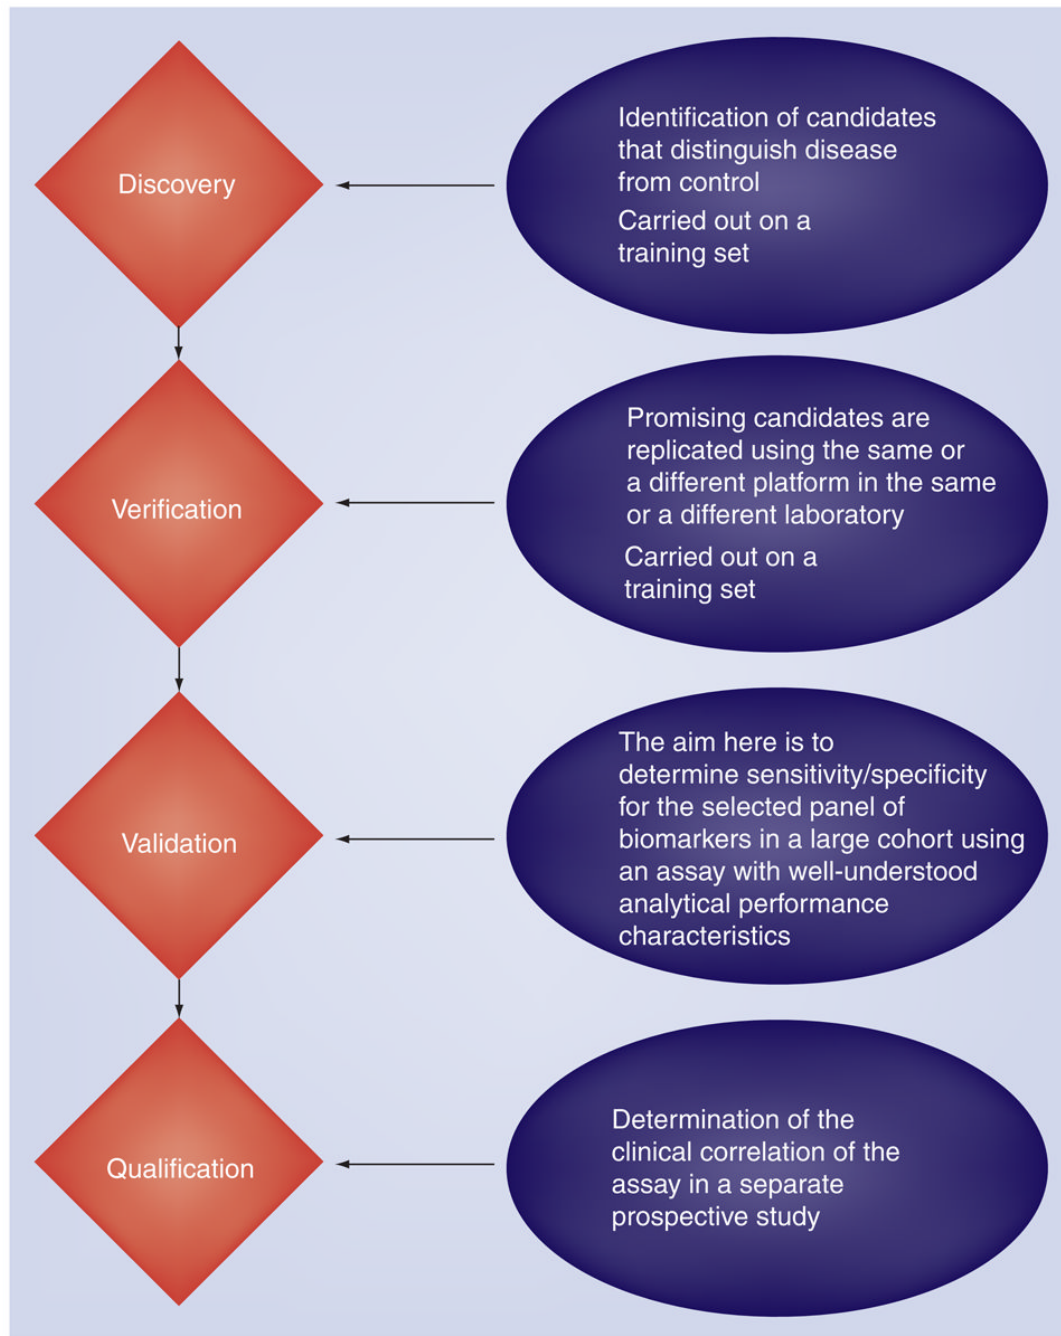 Discovery
Identification of candidates
that distinguish disease
from control
Carried out on a
training set
Verification
Promising candidates are
replicated using the same or
a different platform in the same
or a different laboratory
Carried out on a
training set
Validation
The aim here is to
determine sensitivity/specificity
for the selected panel of
biomarkers in a large cohort using
an assay with well-understood
analytical performance
characteristics
Qualification
Determination of the
clinical correlation of the
assay in a separate
prospective study